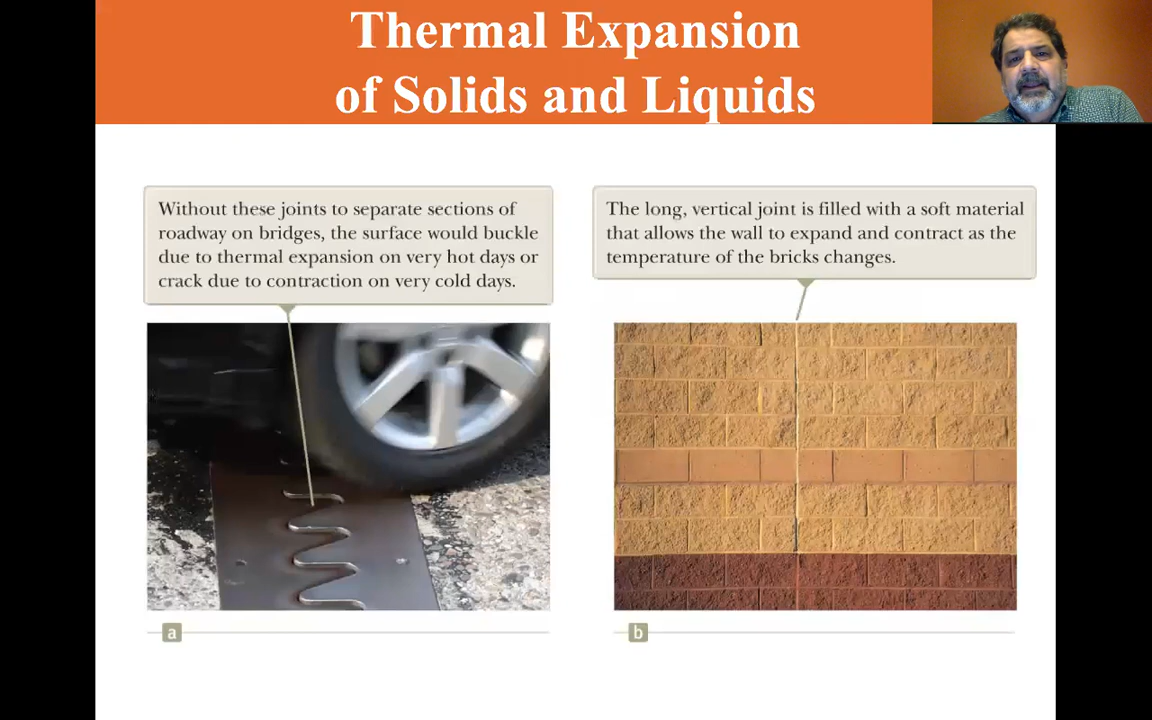 Thermal Expansion
of Solids and Liquids
Without these joints to separate sections of
roadway on bridges, the surface would buckle
due to thermal expansion on very hot days or
crack due to contraction on very cold days.
The long, vertical joint is filled with a soft material
that allows the wall to expand and contract as the
temperature of the bricks changes.
a
b